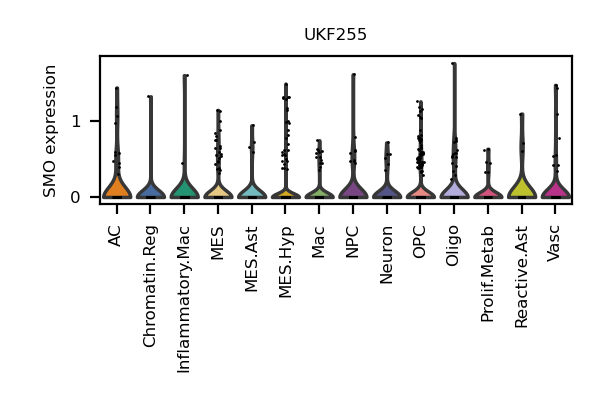 UKF255
SMO expression
1
0
AC
Chromatin.Reg
Inflammatory.Mac
MES
MES.Ast
MES.Hyp
Mac
NPC
Neuron
OPC
Oligo
Prolif.Metab
Reactive.Ast
Vasc